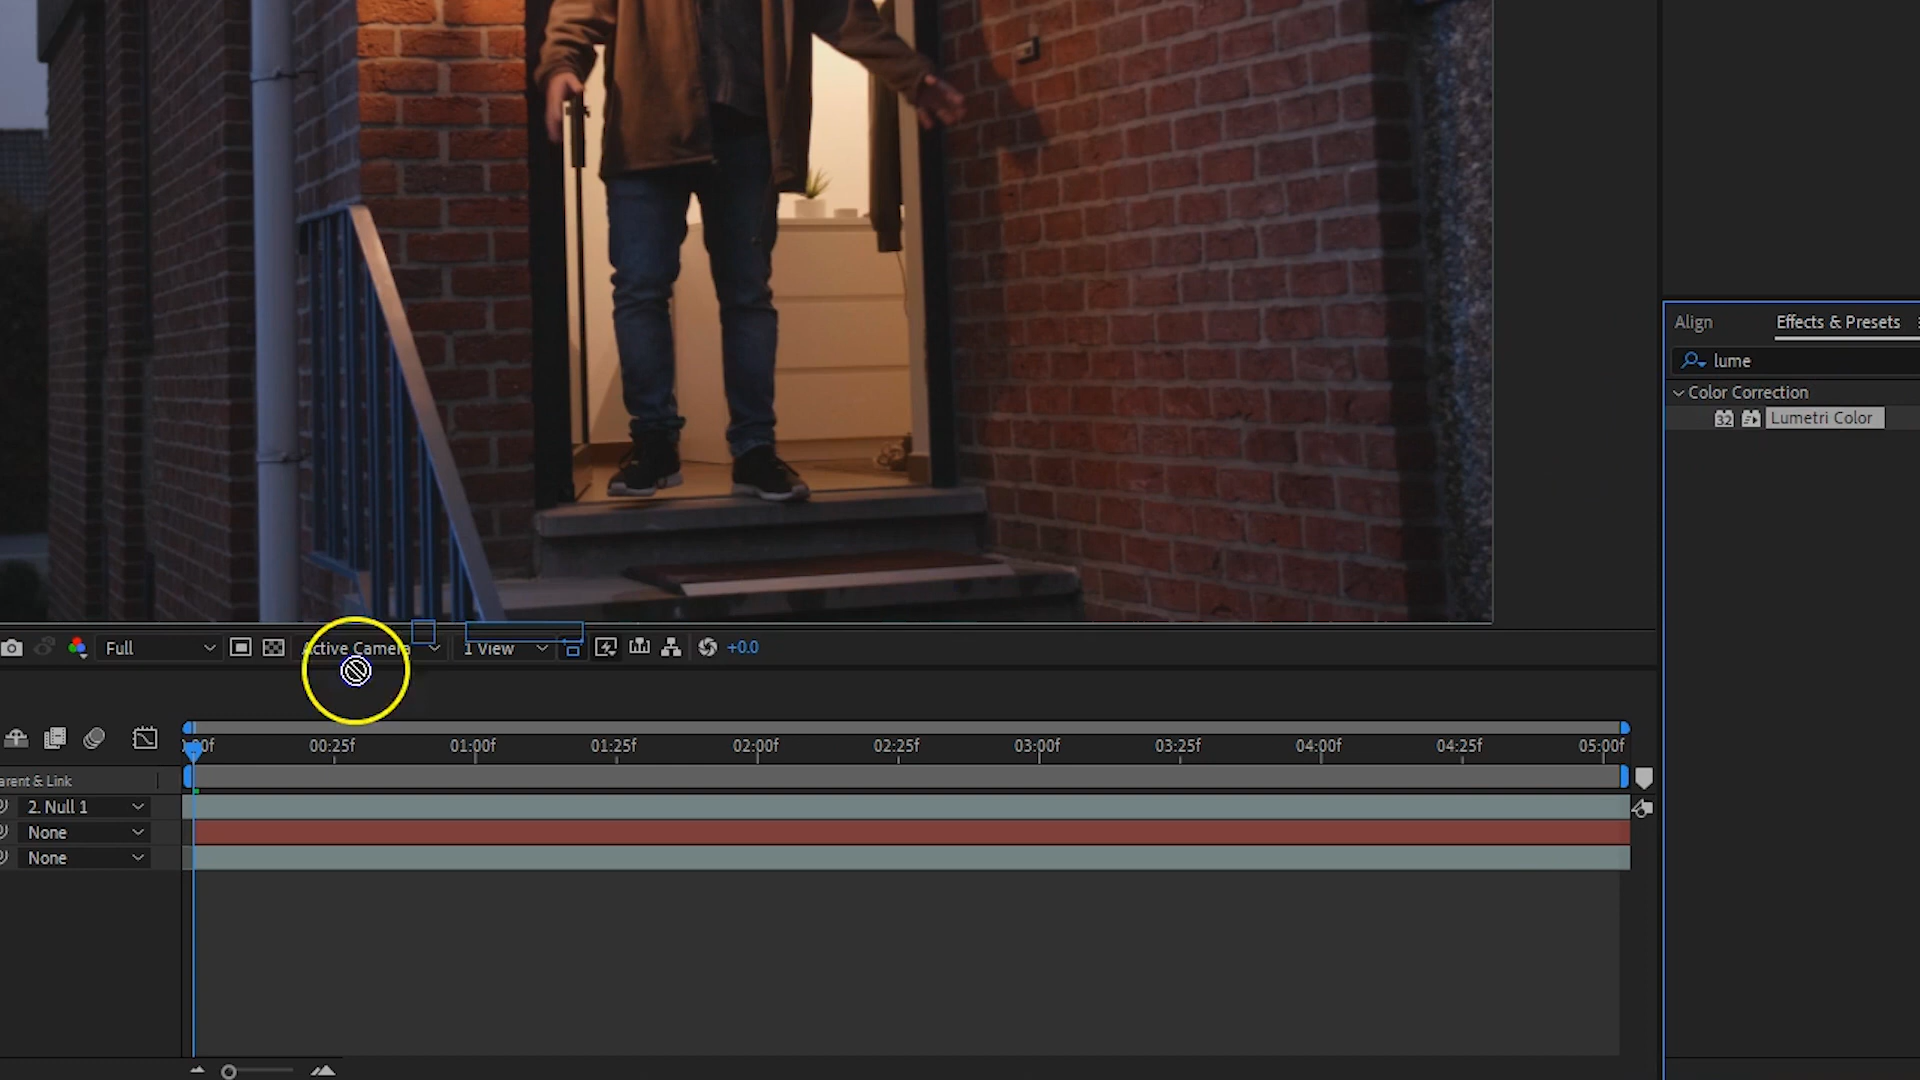 Align
Effects & Presets
lume
Color Correction
32
Lumetri Color
Full
Active Camera
1 View
+0.0
00f
00:25f
01:00f
01:25f
02:00f
02:25f
03:00f
03:25f
04:00f
04:25f
05:00f
arent & Link
2. Null 1
None
None